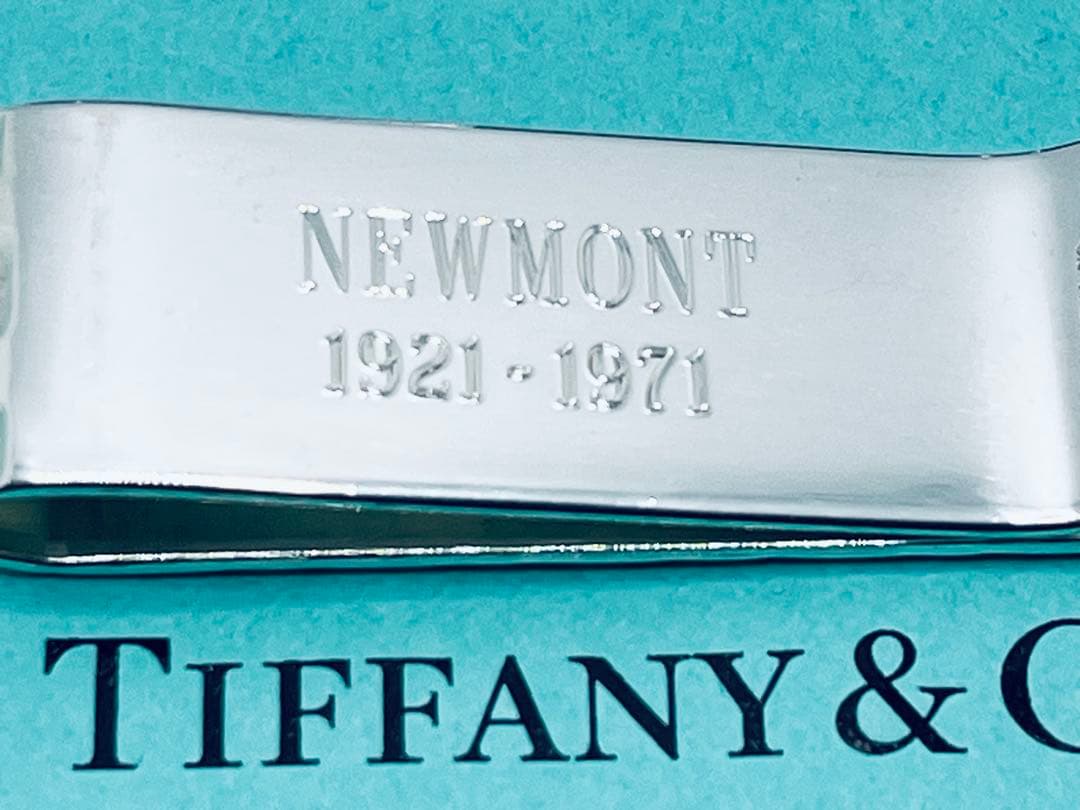 NEWMONT
1921 · 1971
TIFFANY & C